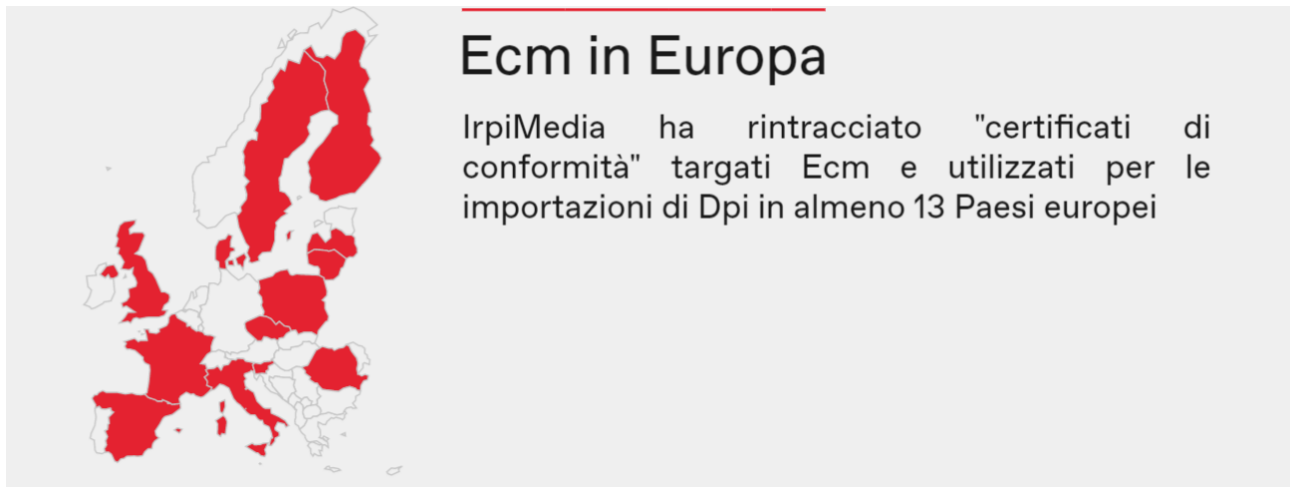 Ecm in Europa
IrpiMedia ha rintracciato "certificati di
conformità" targati Ecm e utilizzati per le
importazioni di Dpi in almeno 13 Paesi europei